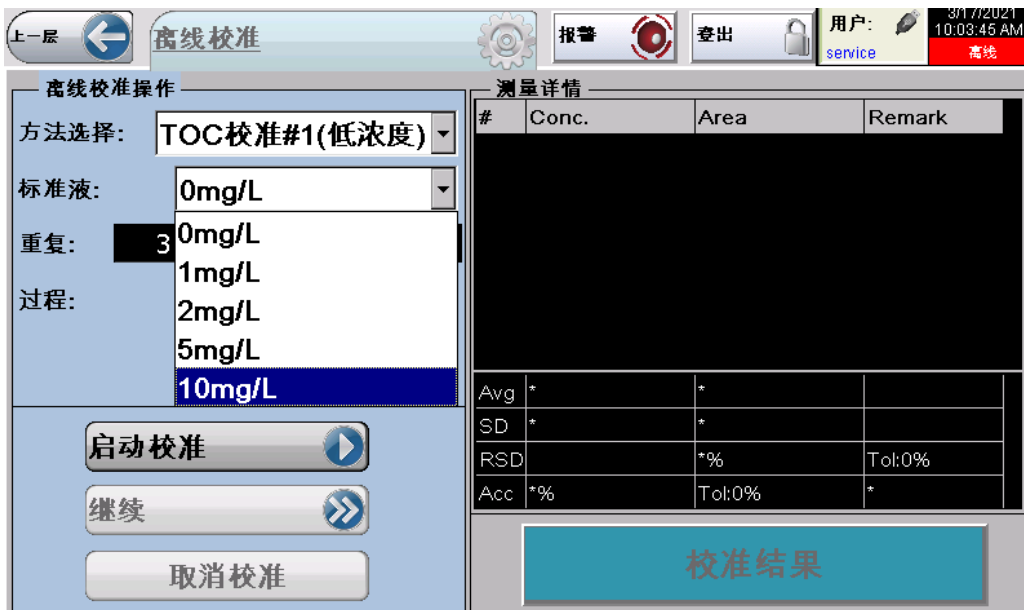 上一层
离线校准
报警
登出
用户:
service
3/17/2021
10:03:45 AM
离线
离线校准操作
方法选择:
TOC校准#1(低浓度)
标准液:
0mg/L
0mg/L
1mg/L
2mg/L
5mg/L
10mg/L
重复:
3
过程:
启动校准
继续
取消校准
测量详情
# Conc. Area Remark
Avg * *
SD * *
RSD *% Tol:0%
Acc *% Tol:0% *
校准结果